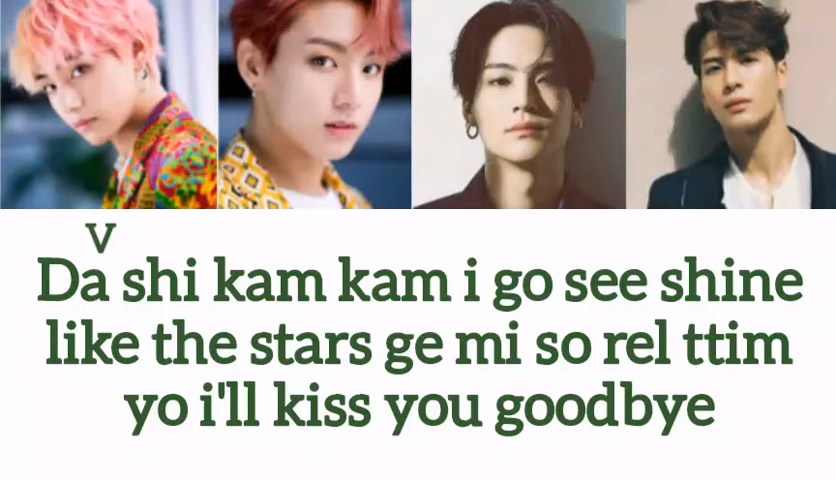 V
Da shi kam kam i go see shine
like the stars ge mi so rel ttim
yo i'll kiss you goodbye